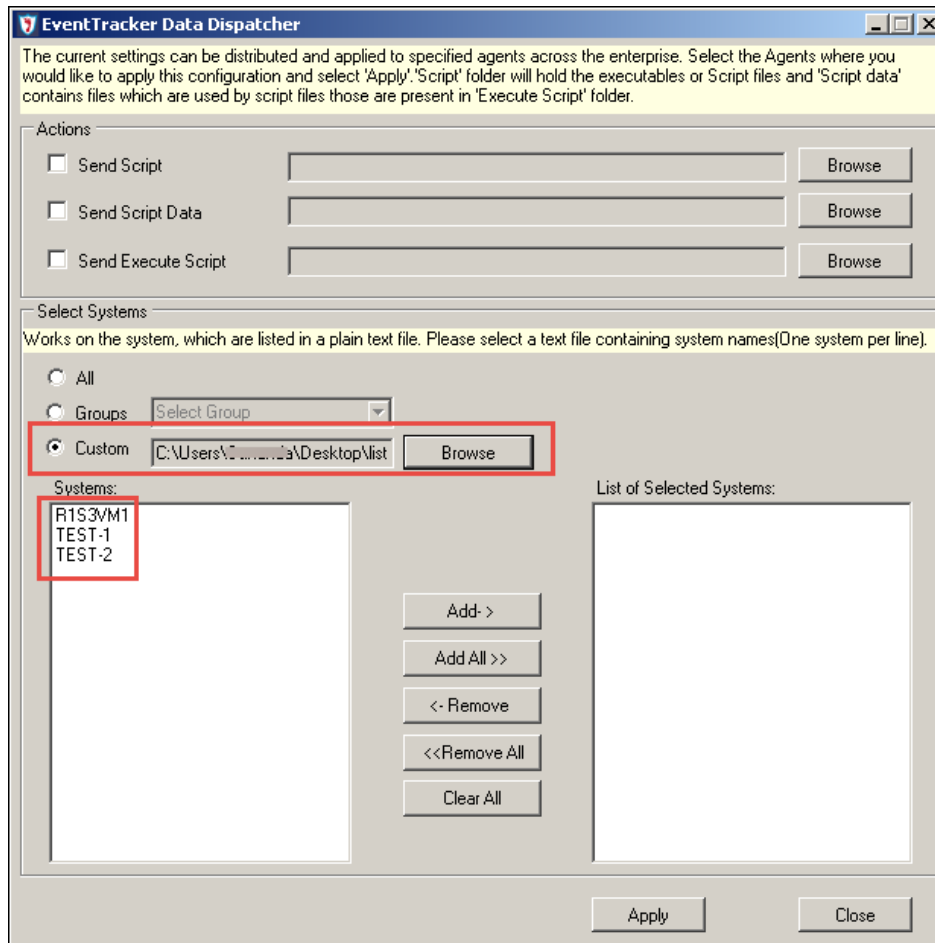 EventTracker Data Dispatcher
The current settings can be distributed and applied to specified agents across the enterprise. Select the Agents where you
would like to apply this configuration and select 'Apply'.'Script' folder will hold the executables or Script files and 'Script data'
contains files which are used by script files those are present in 'Execute Script' folder.
Actions
Send Script Browse
Send Script Data Browse
Send Execute Script Browse
Select Systems
Works on the system, which are listed in a plain text file. Please select a text file containing system names(One system per line).
All
Groups Select Group
Custom C:\Users\ \Desktop\list Browse
Systems: List of Selected Systems:
R1S3VM1
TEST-1
TEST-2
Add- >
Add All >>
<- Remove
<<Remove All
Clear All
Apply Close